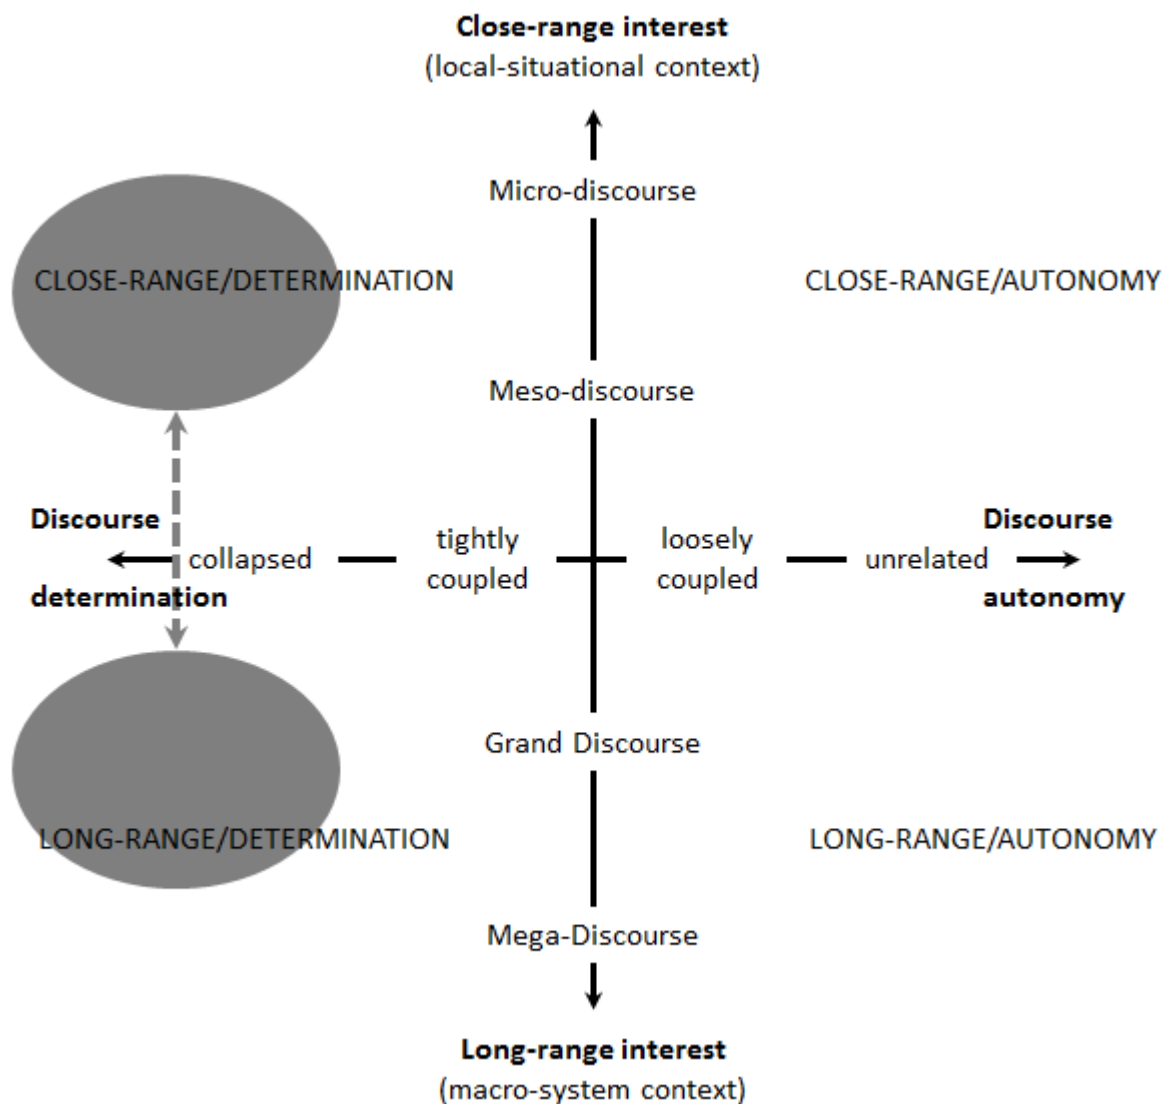 Close-range interest
(local-situational context)
Micro-discourse
CLOSE-RANGE/DETERMINATION
CLOSE-RANGE/AUTONOMY
Meso-discourse
Discourse
determination
collapsed
tightly
coupled
loosely
coupled
unrelated
Discourse
autonomy
Grand Discourse
LONG-RANGE/DETERMINATION
LONG-RANGE/AUTONOMY
Mega-Discourse
Long-range interest
(macro-system context)